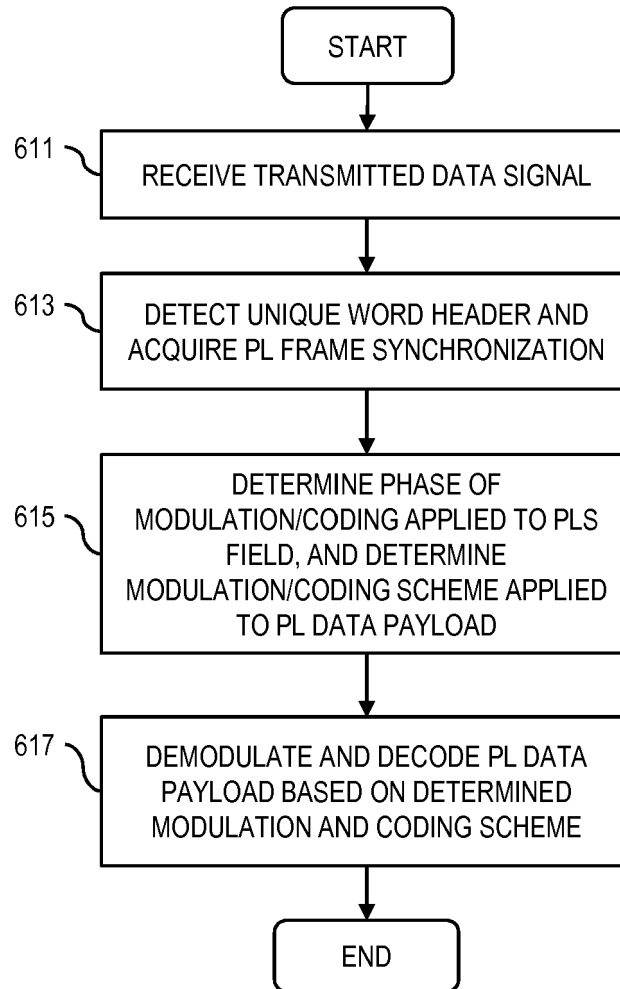 START
611
RECEIVE TRANSMITTED DATA SIGNAL
613
DETECT UNIQUE WORD HEADER AND
ACQUIRE PL FRAME SYNCHRONIZATION
615
DETERMINE PHASE OF
MODULATION/CODING APPLIED TO PLS
FIELD, AND DETERMINE
MODULATION/CODING SCHEME APPLIED
TO PL DATA PAYLOAD
617
DEMODULATE AND DECODE PL DATA
PAYLOAD BASED ON DETERMINED
MODULATION AND CODING SCHEME
END